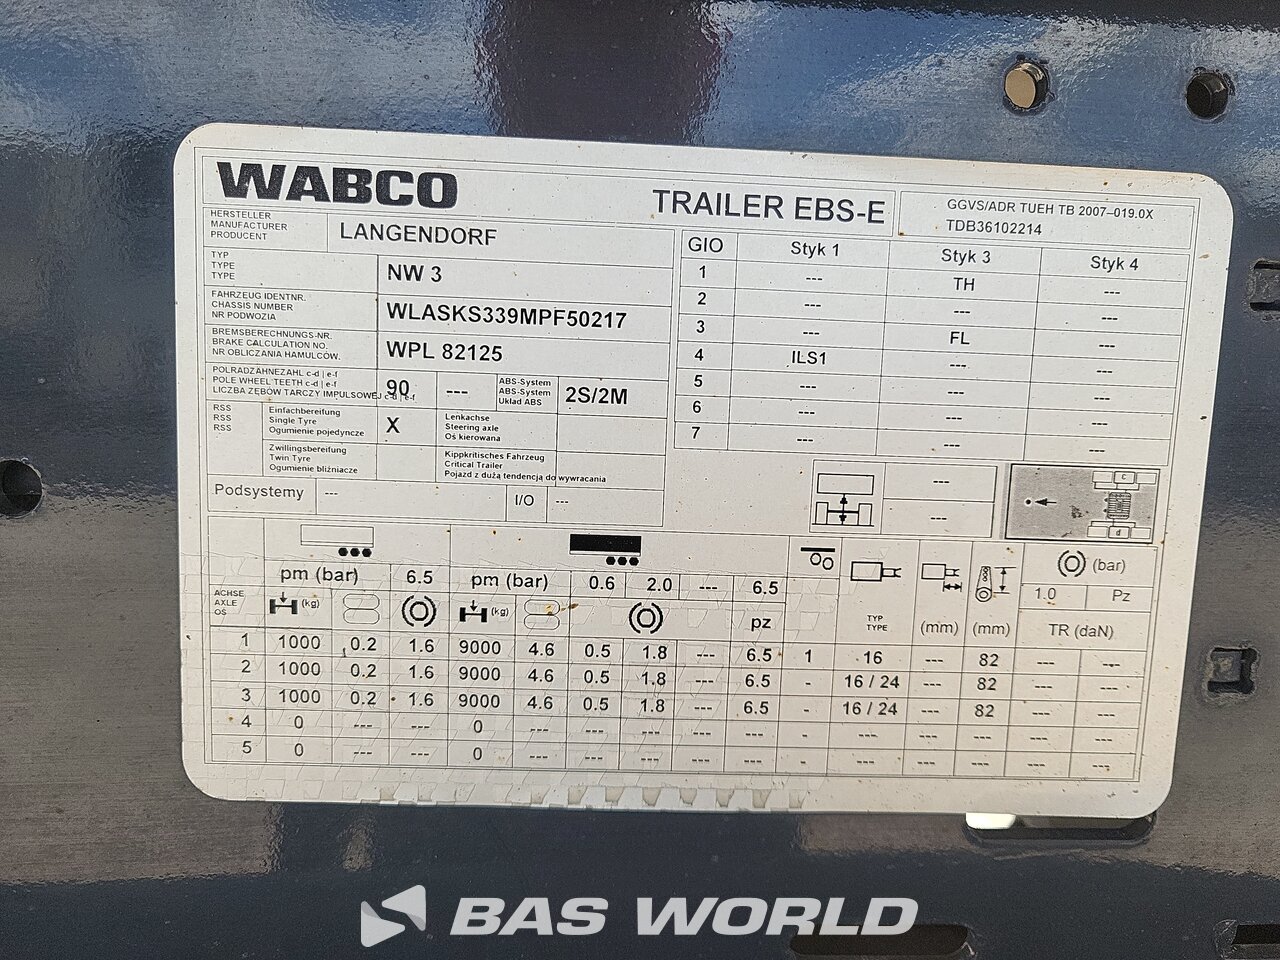 WABCO
TRAILER EBS-E
GGVS/ADR TUEH TB 2007–019.0X
TDB36102214
HERSTELLER
MANUFACTURER
PRODUCENT
LANGENDORF
TYP
TYPE
TYPE
NW 3
FAHRZEUG IDENTNR.
CHASSIS NUMBER
NR PODWOZIA
WLASKS339MPF50217
BREMSBERECHNUNGS-NR.
BRAKE CALCULATION NO.
NR OBLICZANIA HAMULCÓW.
WPL 82125
POLRADZÄHNEZAHL c-d | e-f
POLE WHEEL TEETH c-d | e-f
LICZBA ZĘBÓW TARCZY IMPULSOWEJ c-d | e-f
90 ---
ABS-System
ABS-System
Układ ABS
2S/2M
RSS
RSS
RSS
Einfachbereifung
Single Tyre
Ogumienie pojedyncze
X
Lenkachse
Steering axle
Oś kierowana
Zwillingsbereifung
Twin Tyre
Ogumienie bliźniacze
Kippkritisches Fahrzeug
Critical Trailer
Pojazd z dużą tendencją do wywracania
Podsystemy --- I/O ---
GIO Styk 1 Styk 3 Styk 4
1 --- TH ---
2 --- --- ---
3 --- FL ---
4 ILS1 --- ---
5 --- --- ---
6 --- --- ---
7 --- --- ---
---
---
c
d
pm (bar) 6.5 pm (bar) 0.6 2.0 --- 6.5 (bar)
1.0 Pz
ACHSE
AXLE
OŚ
(kg) (kg) pz
TYP
TYPE
(mm) (mm) TR (daN)
1 1000 0.2 1.6 9000 4.6 0.5 1.8 --- 6.5 1 16 --- 82 --- ---
2 1000 0.2 1.6 9000 4.6 0.5 1.8 --- 6.5 - 16 / 24 --- 82 --- ---
3 1000 0.2 1.6 9000 4.6 0.5 1.8 --- 6.5 - 16 / 24 --- 82 --- ---
4 0 --- --- 0 --- --- --- --- --- - --- --- --- --- ---
5 0 --- --- 0 --- --- --- --- --- - --- --- --- --- ---
BAS WORLD